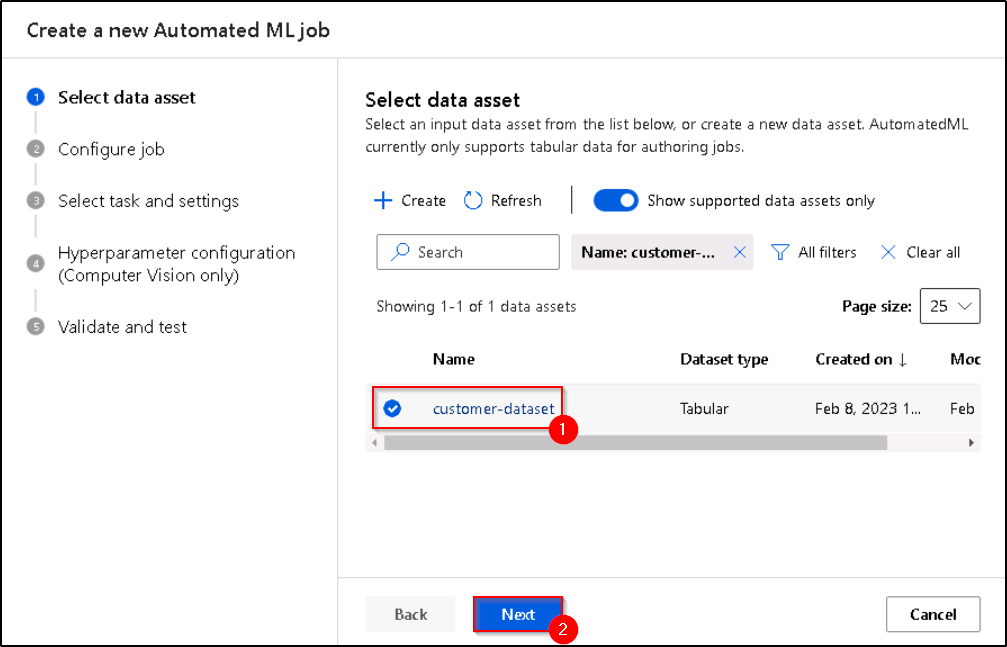 Create a new Automated ML job
1 Select data asset
2 Configure job
3 Select task and settings
4 Hyperparameter configuration
(Computer Vision only)
5 Validate and test
Select data asset
Select an input data asset from the list below, or create a new data asset. AutomatedML
currently only supports tabular data for authoring jobs.
Create Refresh Show supported data assets only
Search Name: customer-... All filters Clear all
Showing 1-1 of 1 data assets Page size: 25
Name Dataset type Created on ↓ Moc
customer-dataset Tabular Feb 8, 2023 1... Feb
1
Back Next Cancel
2